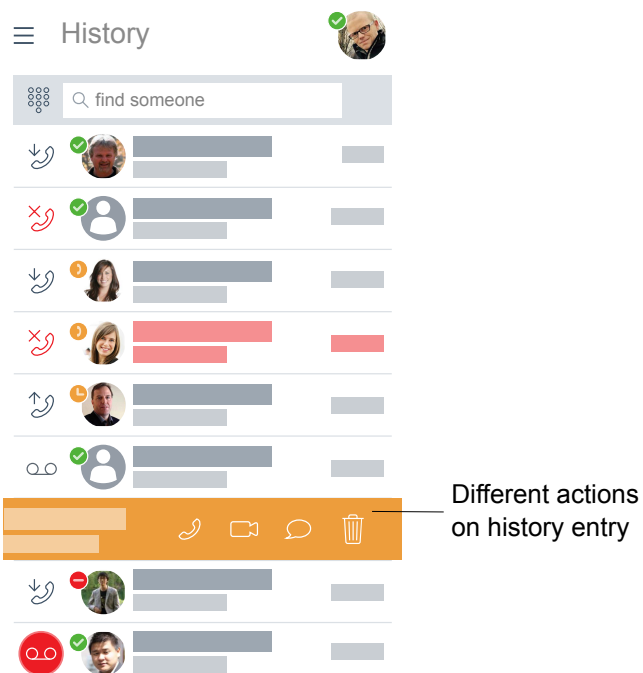 History
find someone
Different actions
on history entry